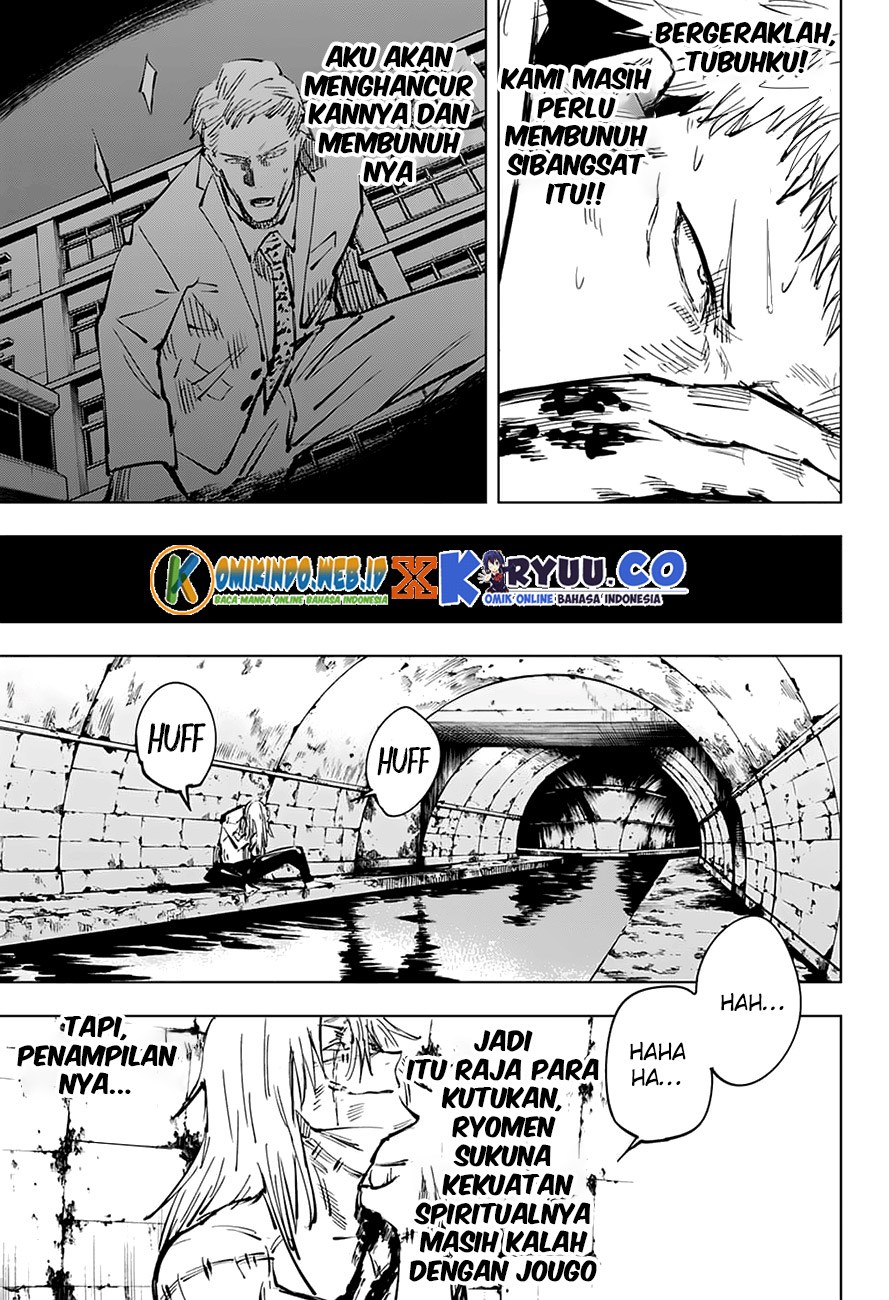 BERGERAKLAH,
TUBUHKU!
KAMI MASIH
PERLU
MEMBUNUH
SIBANGSAT
ITU!!
AKU AKAN
MENGHANCUR
KANNYA DAN
MEMBUNUH
NYA
KOMIKINDO.WEB.ID X KIRYUU.CO
BACA MANGA ONLINE BAHASA INDONESIA
OMIK ONLINE BAHASA INDONESIA
HUFF
HUFF
HAH...
HAHA
HA...
JADI
ITU RAJA PARA
KUTUKAN,
RYOMEN
SUKUNA
KEKUATAN
SPIRITUALNYA
MASIH KALAH
DENGAN JOUGO
TAPI,
PENAMPILAN
NYA...